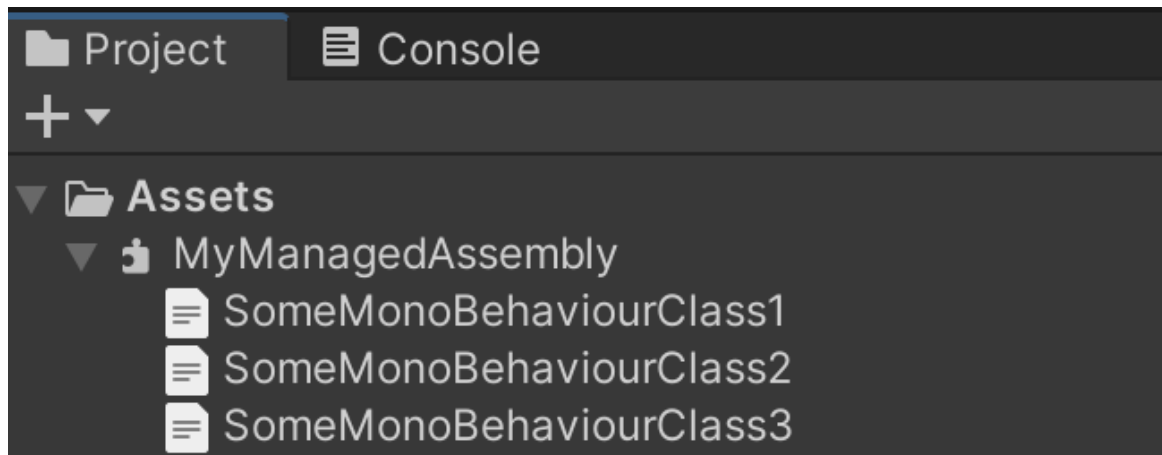 Project Console
Assets
MyManagedAssembly
SomeMonoBehaviourClass1
SomeMonoBehaviourClass2
SomeMonoBehaviourClass3